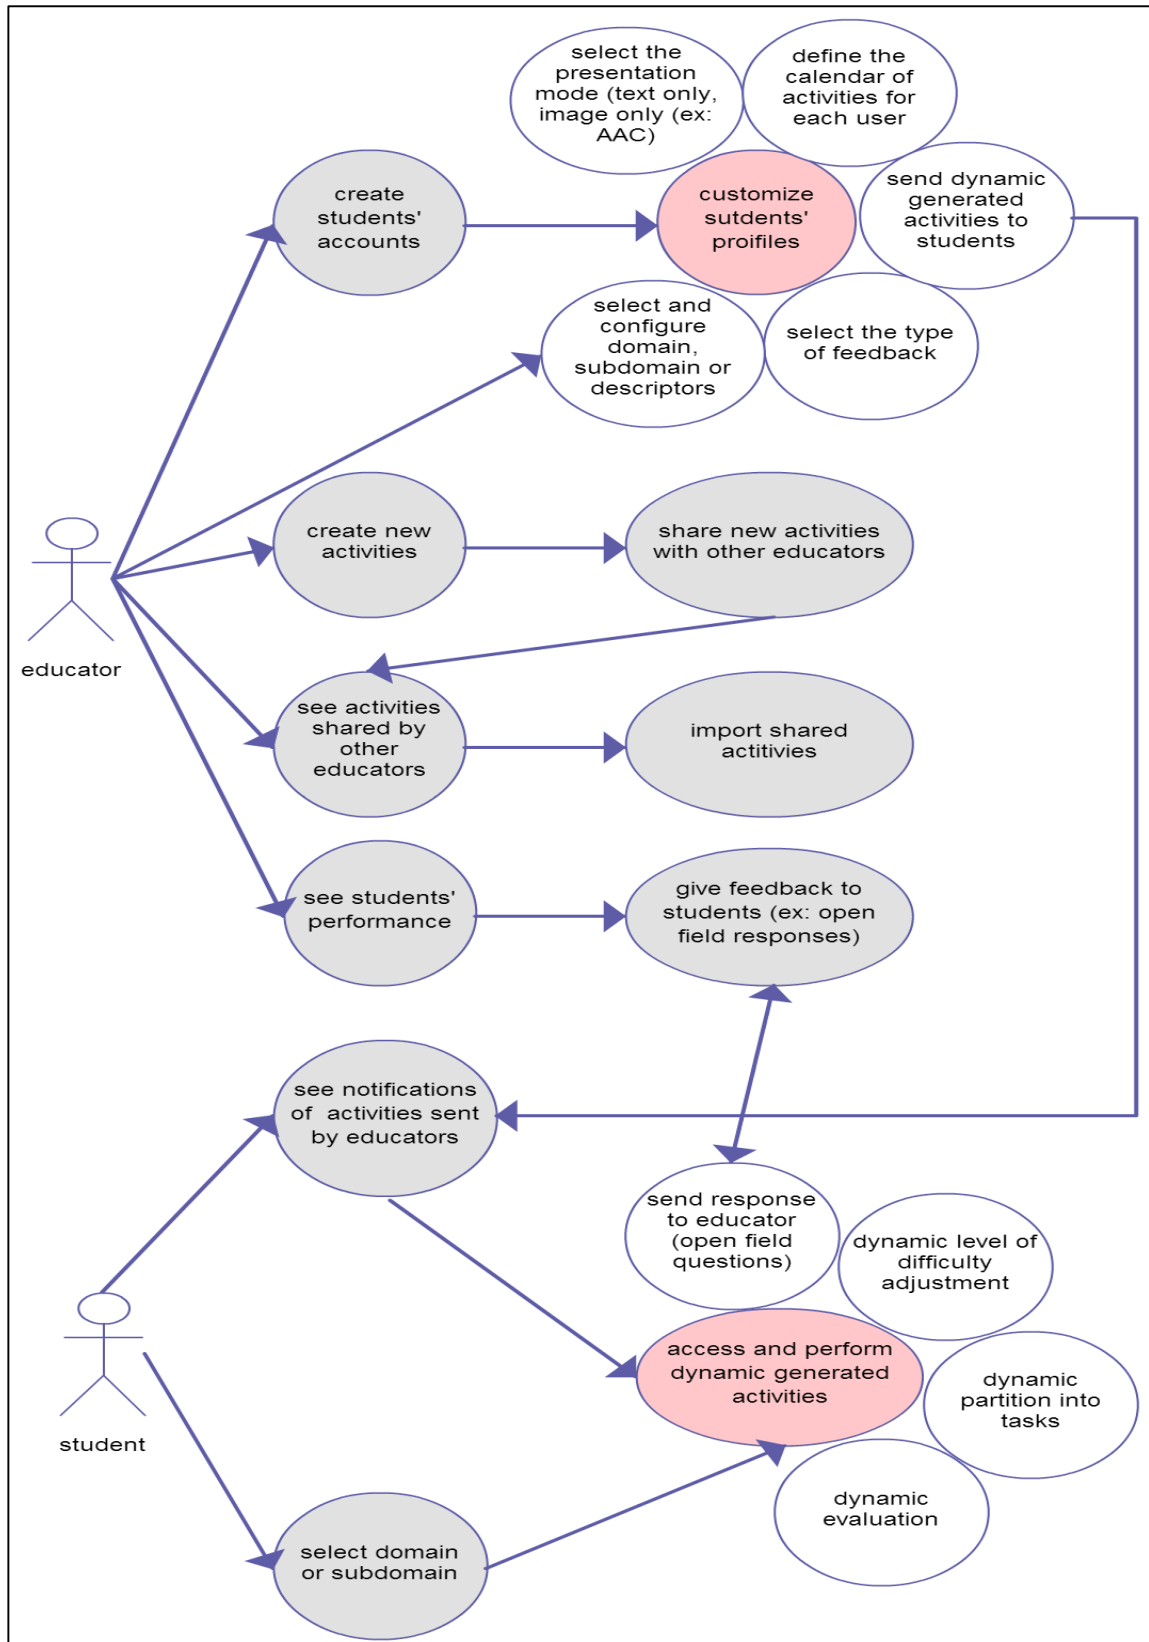 select the
presentation
mode (text only,
image only (ex:
AAC)
define the
calendar of
activities for
each user
create
students'
accounts
customize
sutdents'
proifiles
send dynamic
generated
activities to
students
select and
configure
domain,
subdomain or
descriptors
select the type
of feedback
create new
activities
share new activities
with other educators
educator
see activities
shared by
other
educators
import shared
actitivies
see students'
performance
give feedback to
students (ex: open
field responses)
see notifications
of activities sent
by educators
send response
to educator
(open field
questions)
dynamic level of
difficulty
adjustment
access and perform
dynamic generated
activities
dynamic
partition into
tasks
student
dynamic
evaluation
select domain
or subdomain